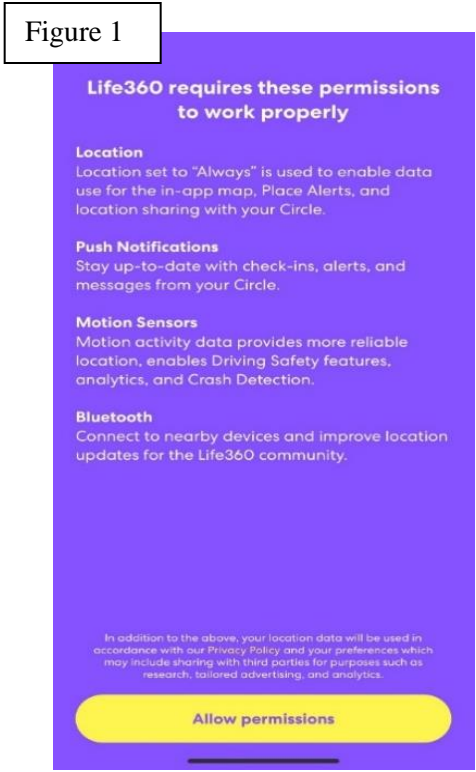 Figure 1
Life360 requires these permissions
to work properly
Location
Location set to “Always” is used to enable data
use for the in-app map, Place Alerts, and
location sharing with your Circle.
Push Notifications
Stay up-to-date with check-ins, alerts, and
messages from your Circle.
Motion Sensors
Motion activity data provides more reliable
location, enables Driving Safety features,
analytics, and Crash Detection.
Bluetooth
Connect to nearby devices and improve location
updates for the Life360 community.
In addition to the above, your location data will be used in
accordance with our Privacy Policy and your preferences which
may include sharing with third parties for purposes such as
research, tailored advertising, and analytics.
Allow permissions